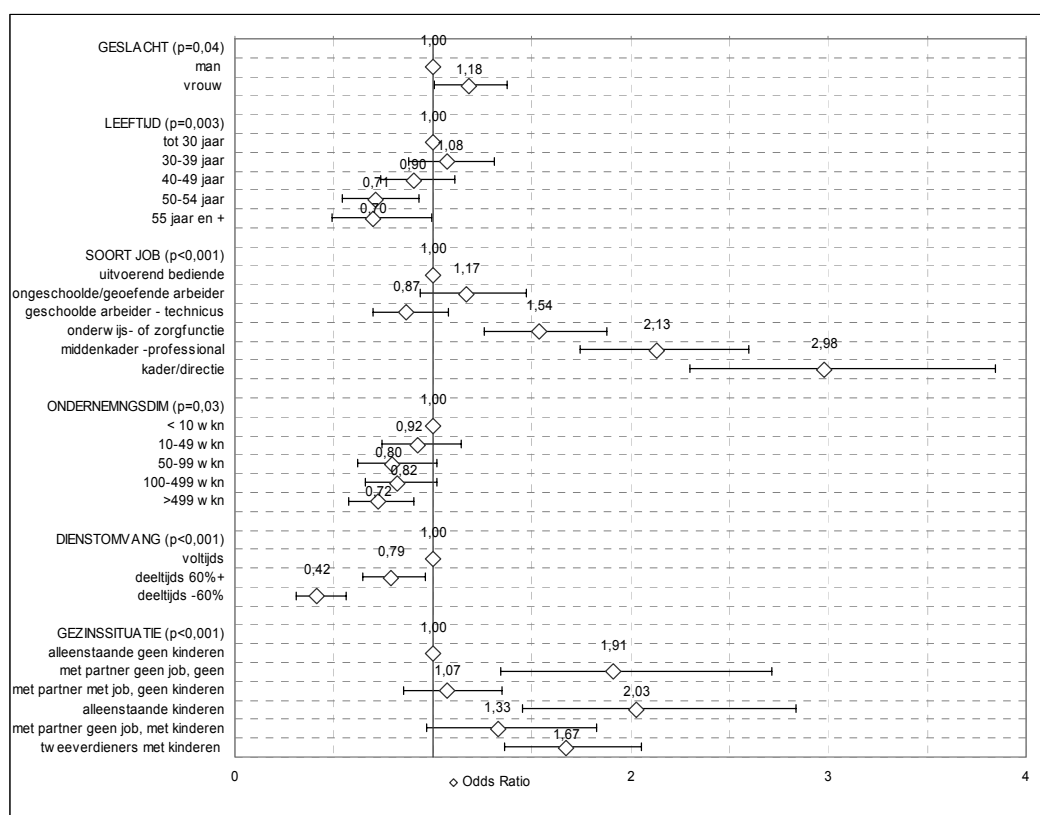 1,00
GESLACHT (p=0,04)
man
1,18
vrouw
1,00
LEEFTIJD (p=0,003)
tot 30 jaar
1,08
30-39 jaar
0,90
40-49 jaar
0,71
50-54 jaar
0,70
55 jaar en +
1,00
SOORT JOB (p<0,001)
uitvoerend bediende
1,17
ongeschoolde/geoefende arbeider
0,87
geschoolde arbeider - technicus
1,54
onderwijs- of zorgfunctie
2,13
middenkader -professional
2,98
kader/directie
1,00
ONDERNEMNGSDIM (p=0,03)
< 10 wkn
0,92
10-49 wkn
0,80
50-99 wkn
0,82
100-499 wkn
0,72
>499 wkn
1,00
DIENSTOMVANG (p<0,001)
voltijds
0,79
deeltijds 60%+
0,42
deeltijds -60%
1,00
GEZINSSITUATIE (p<0,001)
alleenstaande geen kinderen
1,91
met partner geen job, geen
1,07
met partner met job, geen kinderen
2,03
alleenstaande kinderen
1,33
met partner geen job, met kinderen
1,67
tweeverdieners met kinderen
0 2 3 4
Odds Ratio